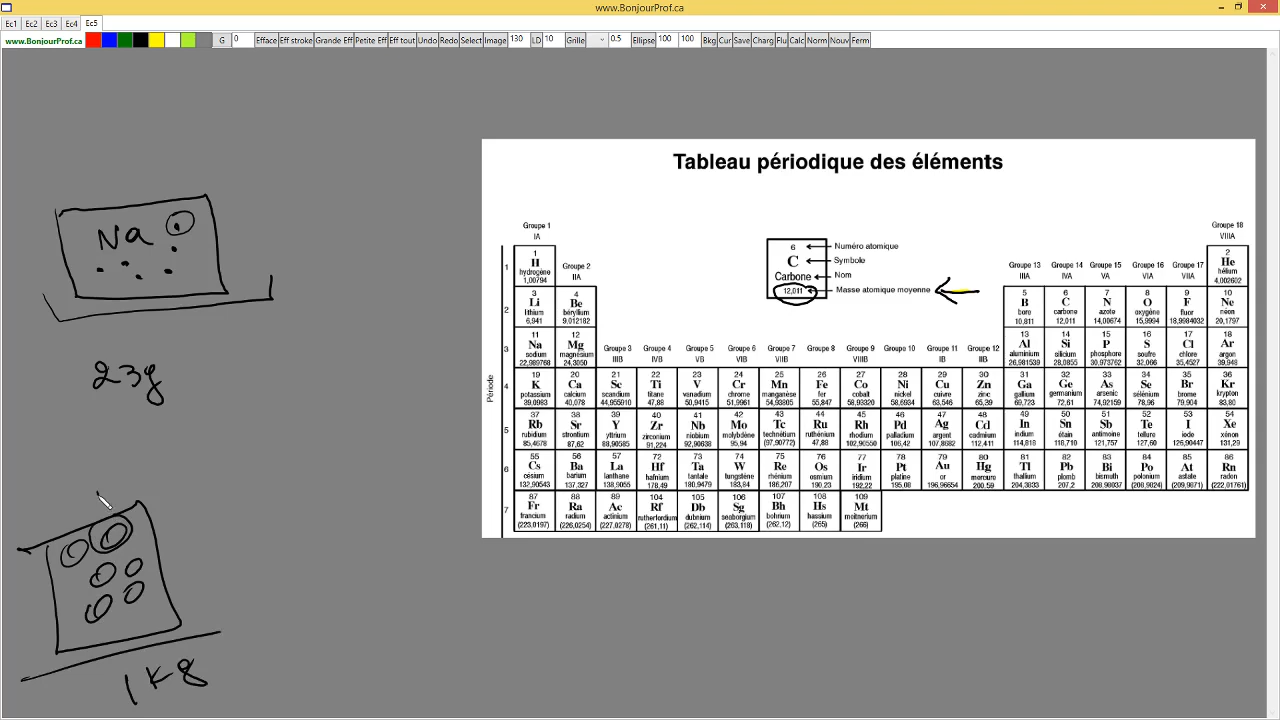 www.BonjourProf.ca
Ec1 Ec2 Ec3 Ec4 Ec5
www.BonjourProf.ca G 0 Efface Eff stroke Grande Eff Petite Eff Eff tout Undo Redo Select Image 130 LD 10 Grille 0.5 Ellipse 100 100 Bkg Cur Save Charg Flu Calc Norm Nouv Ferm
Tableau périodique des éléments
Groupe 1 Groupe 18
IA VIIIA
6 Numéro atomique
C Symbole
Carbone Nom
12,011 Masse atomique moyenne
Groupe 2 Groupe 13 Groupe 14 Groupe 15 Groupe 16 Groupe 17
IIA IIIA IVA VA VIA VIIA
Période
1 1 2
H He
hydrogène hélium
1,00794 4,002602
2 3 4 5 6 7 8 9 10
Li Be B C N O F Ne
lithium béryllium bore carbone azote oxygène fluor néon
6,941 9,012182 10,811 12,011 14,00674 15,9994 18,9984032 20,1797
Groupe 3 Groupe 4 Groupe 5 Groupe 6 Groupe 7 Groupe 8 Groupe 9 Groupe 10 Groupe 11 Groupe 12
IIIB IVB VB VIB VIIB VIIIB IB IIB
3 11 12 13 14 15 16 17 18
Na Mg Al Si P S Cl Ar
sodium magnésium aluminium silicium phosphore soufre chlore argon
22,989768 24,3050 26,981539 28,0855 30,973762 32,066 35,4527 39,948
4 19 20 21 22 23 24 25 26 27 28 29 30 31 32 33 34 35 36
K Ca Sc Ti V Cr Mn Fe Co Ni Cu Zn Ga Ge As Se Br Kr
potassium calcium scandium titane vanadium chrome manganèse fer cobalt nickel cuivre zinc gallium germanium arsenic sélénium brome krypton
39,0983 40,078 44,955910 47,88 50,9415 51,9961 54,93805 55,847 58,93320 58,6934 63,546 65,39 69,723 72,61 74,92159 78,96 79,904 83,80
5 37 38 39 40 41 42 43 44 45 46 47 48 49 50 51 52 53 54
Rb Sr Y Zr Nb Mo Tc Ru Rh Pd Ag Cd In Sn Sb Te I Xe
rubidium strontium yttrium zirconium niobium molybdène technétium ruthénium rhodium palladium argent cadmium indium étain antimoine tellure iode xénon
85,4678 87,62 88,90585 91,224 92,90638 95,94 (97,90772) 102,90550 106,42 107,8682 112,411 114,818 118,710 121,757 127,60 126,90447 131,29
6 55 56 57 72 73 74 75 76 77 78 79 80 81 82 83 84 85 86
Cs Ba La Hf Ta W Re Os Ir Pt Au Hg Tl Pb Bi Po At Rn
césium barium lanthane hafnium tantale tungstène rhénium osmium iridium platine or mercure thallium plomb bismuth polonium astate radon
132,90543 137,327 138,9055 178,49 180,9479 183,84 186,207 190,23 192,22 195,08 196,96654 200,59 204,3833 207,2 208,98037 (208,9824) (209,9871) (222,01761)
7 87 88 89 104 105 106 107 108 109
Fr Ra Ac Rf Db Sg Bh Hs Mt
francium radium actinium rutherfordium dubnium seaborgium bohrium hassium meitnerium
(223,0197) (226,0254) (227,0278) (261,11) (262,114) (263,118) (262,12) (265) (266)
Na
23g
1 kg